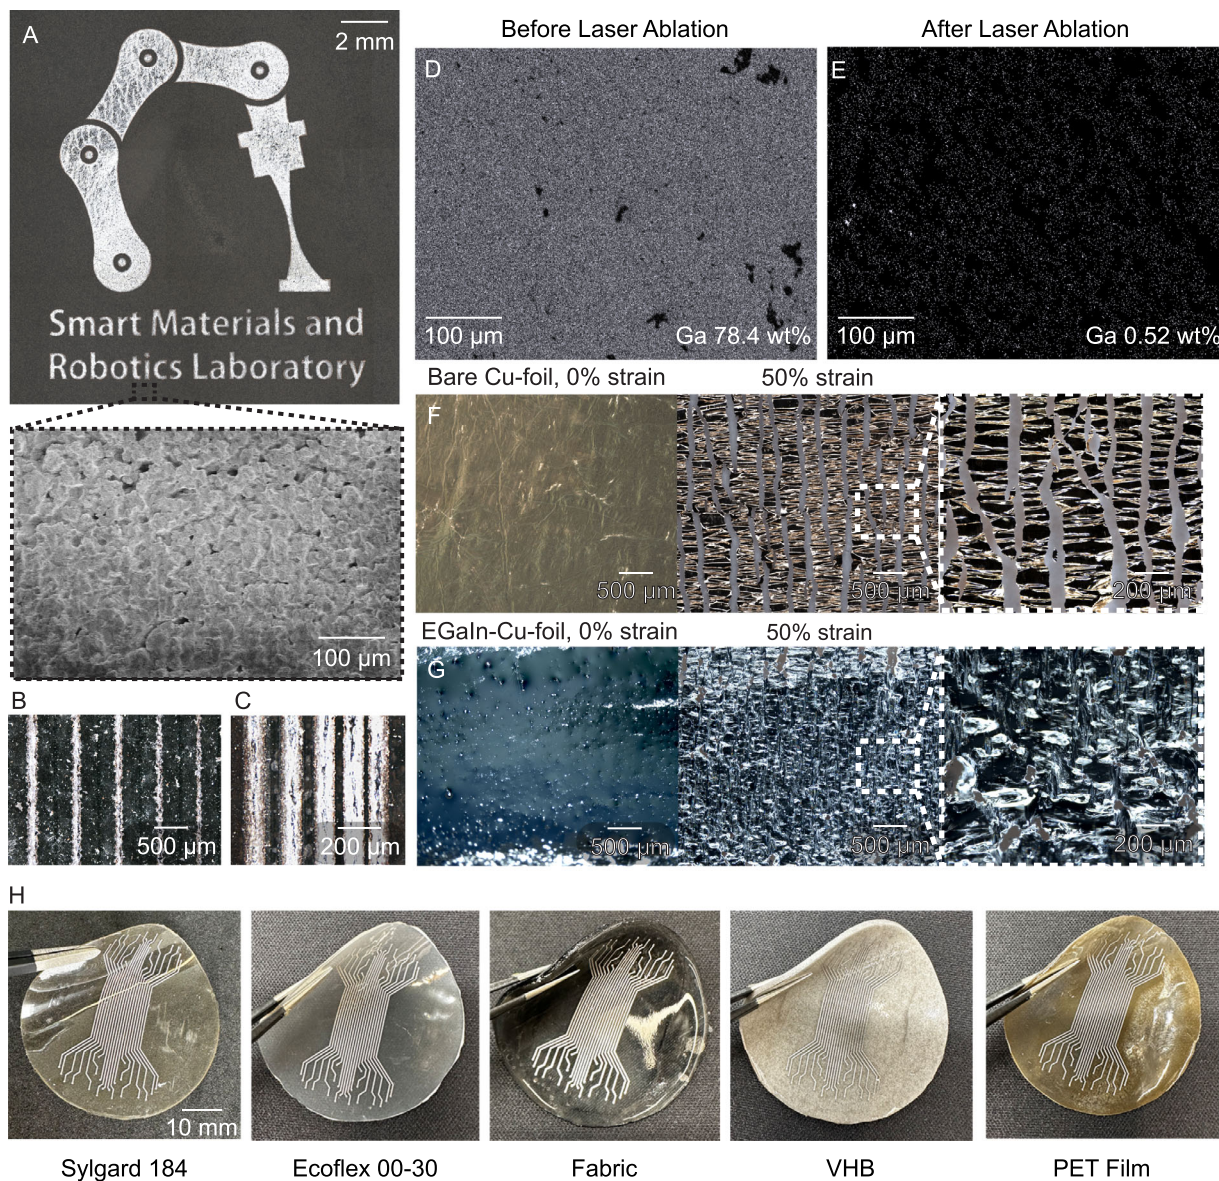 A
2 mm
Smart Materials and
Robotics Laboratory
100 µm
B
500 µm
C
200 µm
Before Laser Ablation
After Laser Ablation
D
100 µm
Ga 78.4 wt%
E
100 µm
Ga 0.52 wt%
Bare Cu-foil, 0% strain
50% strain
F
500 µm
500 µm
200 µm
EGaIn-Cu-foil, 0% strain
50% strain
G
500 µm
500 µm
200 µm
H
10 mm
Sylgard 184
Ecoflex 00-30
Fabric
VHB
PET Film